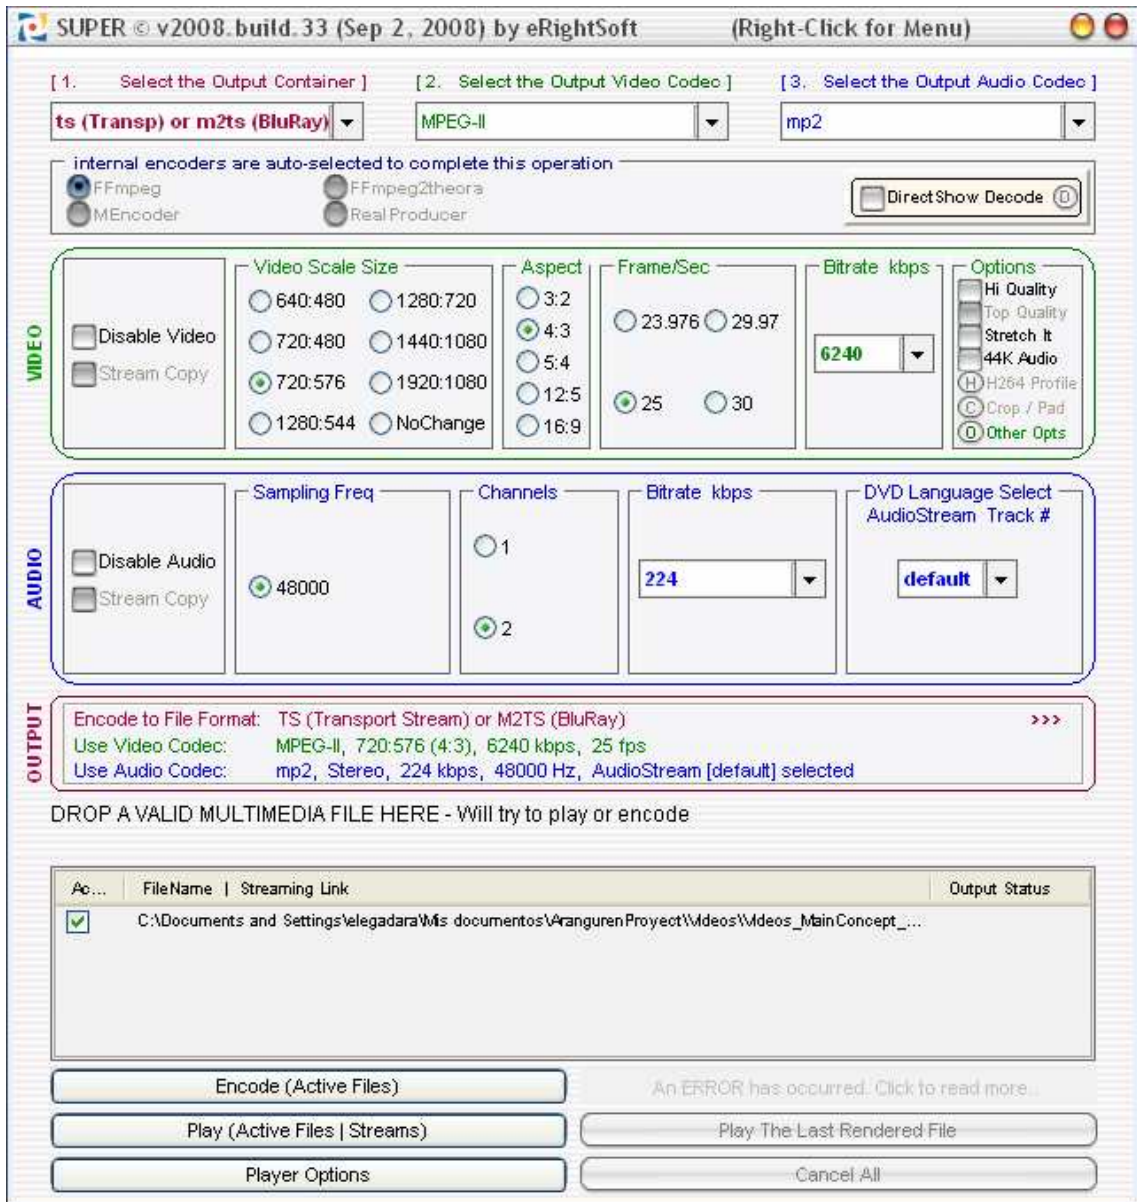 SUPER © v2008.build.33 (Sep 2, 2008) by eRightSoft (Right-Click for Menu)
[ 1. Select the Output Container ] [ 2. Select the Output Video Codec ] [ 3. Select the Output Audio Codec ]
ts (Transp) or m2ts (BluRay) MPEG-II mp2
internal encoders are auto-selected to complete this operation
FFmpeg FFmpeg2theora
MEncoder RealProducer
DirectShow Decode D
VIDEO
Disable Video
Stream Copy
Video Scale Size
640:480 1280:720
720:480 1440:1080
720:576 1920:1080
1280:544 NoChange
Aspect
3:2
4:3
5:4
12:5
16:9
Frame/Sec
23.976 29.97
25 30
Bitrate kbps
6240
Options
Hi Quality
Top Quality
Stretch It
44K Audio
H H264 Profile
C Crop / Pad
O Other Opts
AUDIO
Disable Audio
Stream Copy
Sampling Freq
48000
Channels
1
2
Bitrate kbps
224
DVD Language Select
AudioStream Track #
default
OUTPUT
Encode to File Format: TS (Transport Stream) or M2TS (BluRay) >>>
Use Video Codec: MPEG-II, 720:576 (4:3), 6240 kbps, 25 fps
Use Audio Codec: mp2, Stereo, 224 kbps, 48000 Hz, AudioStream [default] selected
DROP A VALID MULTIMEDIA FILE HERE - Will try to play or encode
Ac... FileName | Streaming Link Output Status
C:\Documents and Settings\elegadara\Mis documentos\ArangurenProyect\Videos\Videos_MainConcept_...
Encode (Active Files) An ERROR has occurred. Click to read more...
Play (Active Files | Streams) Play The Last Rendered File
Player Options Cancel All